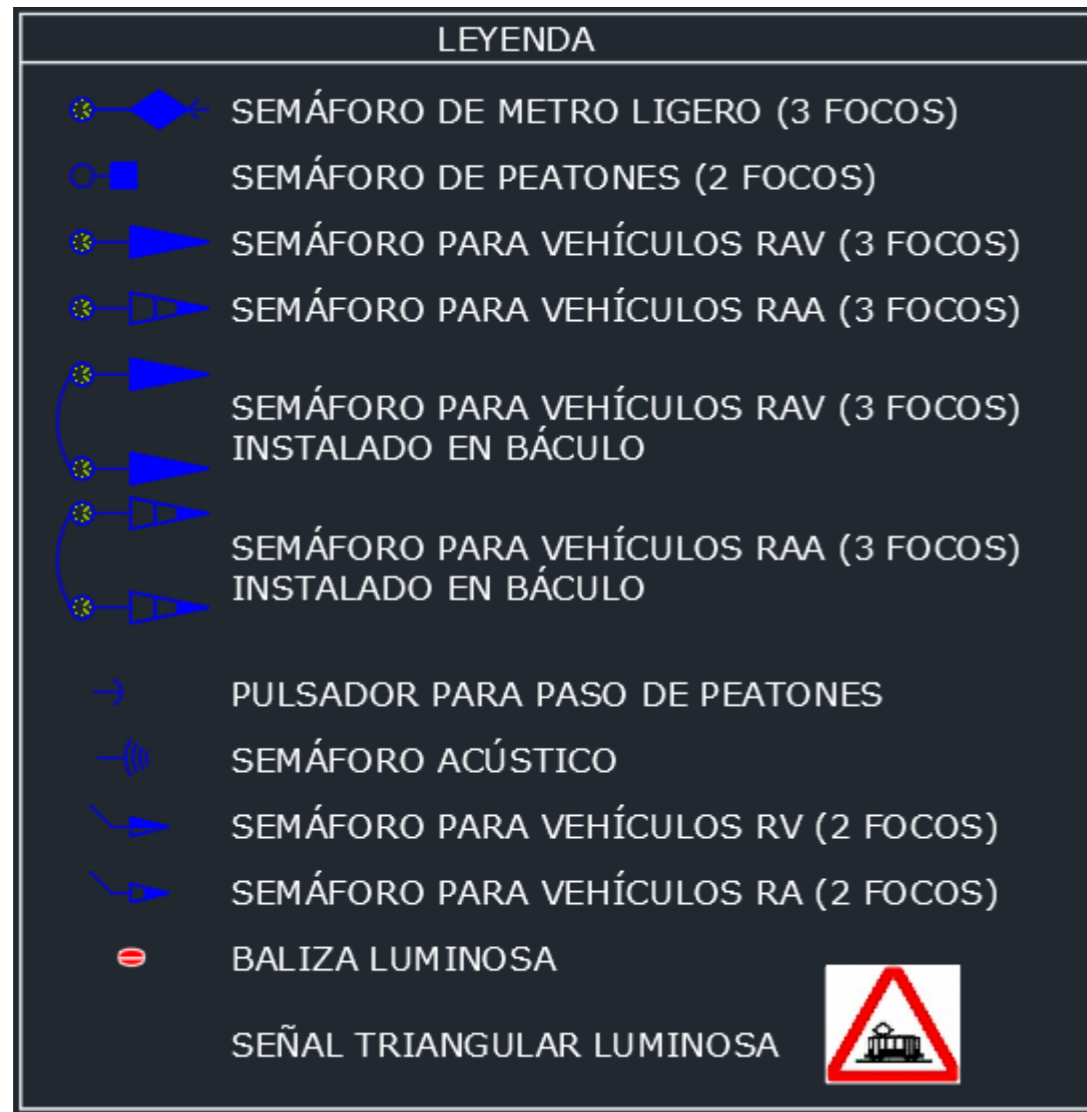 LEYENDA
SEMÁFORO DE METRO LIGERO (3 FOCOS)
SEMÁFORO DE PEATONES (2 FOCOS)
SEMÁFORO PARA VEHÍCULOS RAV (3 FOCOS)
SEMÁFORO PARA VEHÍCULOS RAA (3 FOCOS)
SEMÁFORO PARA VEHÍCULOS RAV (3 FOCOS)
INSTALADO EN BÁCULO
SEMÁFORO PARA VEHÍCULOS RAA (3 FOCOS)
INSTALADO EN BÁCULO
PULSADOR PARA PASO DE PEATONES
SEMÁFORO ACÚSTICO
SEMÁFORO PARA VEHÍCULOS RV (2 FOCOS)
SEMÁFORO PARA VEHÍCULOS RA (2 FOCOS)
BALIZA LUMINOSA
SEÑAL TRIANGULAR LUMINOSA